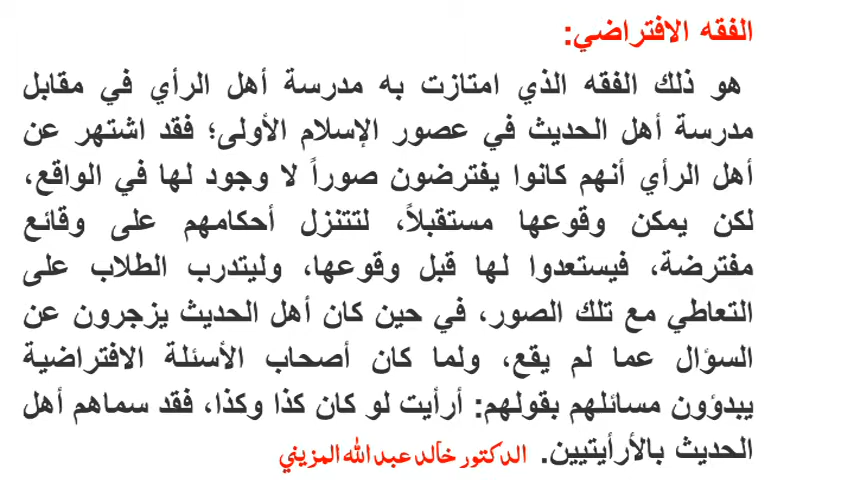 الفقه الافتراضي:
هو ذلك الفقه الذي امتازت به مدرسة أهل الرأي في مقابل
مدرسة أهل الحديث في عصور الإسلام الأولى؛ فقد اشتهر عن
أهل الرأي أنهم كانوا يفترضون صوراً لا وجود لها في الواقع،
لكن يمكن وقوعها مستقبلاً، لتتنزل أحكامهم على وقائع
مفترضة، فيستعدوا لها قبل وقوعها، وليتدرب الطلاب على
التعاطي مع تلك الصور، في حين كان أهل الحديث يزجرون عن
السؤال عما لم يقع، ولما كان أصحاب الأسئلة الافتراضية
يبدؤون مسائلهم بقولهم: أرأيت لو كان كذا وكذا، فقد سماهم أهل
الحديث بالأرأيتيين. الدكتور خالد عبد الله المزيني